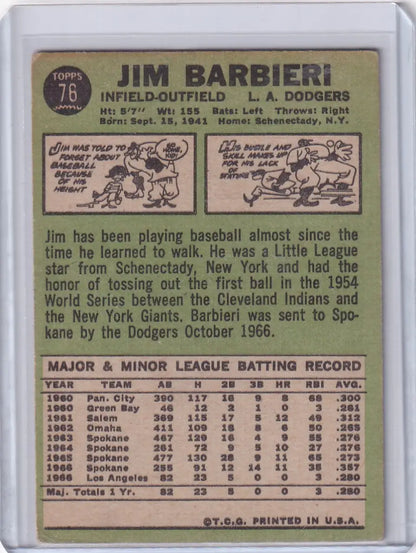 TOPPS
76
JIM BARBIERI
INFIELD-OUTFIELD L. A. DODGERS
Ht: 5'7" Wt: 155 Bats: Left Throws: Right
Born: Sept. 15, 1941 Home: Schenectady, N.Y.
JIM WAS TOLD TO
FORGET ABOUT
BASEBALL
BECAUSE
OF HIS
HEIGHT
GO HOME,
KID!
HIS HUSTLE AND
SKILL MAKES UP
FOR HIS
LACK OF
STATURE
Jim has been playing baseball almost since the
time he learned to walk. He was a Little League
star from Schenectady, New York and had the
honor of tossing out the first ball in the 1954
World Series between the Cleveland Indians and
the New York Giants. Barbieri was sent to Spo-
kane by the Dodgers October 1966.
MAJOR & MINOR LEAGUE BATTING RECORD
YEAR TEAM AB H 2B 3B HR RBI AVG.
1960 Pan. City 390 117 16 9 8 68 .300
1960 Green Bay 46 12 2 1 0 3 .261
1961 Salem 369 115 17 5 12 49 .312
1962 Omaha 411 109 18 8 6 50 .265
1963 Spokane 467 129 16 4 9 55 .276
1964 Spokane 261 72 9 5 10 27 .276
1965 Spokane 477 130 28 9 11 65 .273
1966 Spokane 255 91 12 14 11 35 .357
1966 Los Angeles 82 23 5 0 0 3 .280
Maj. Totals 1 Yr. 82 23 5 0 0 3 .280
©T.C.G. PRINTED IN U.S.A.